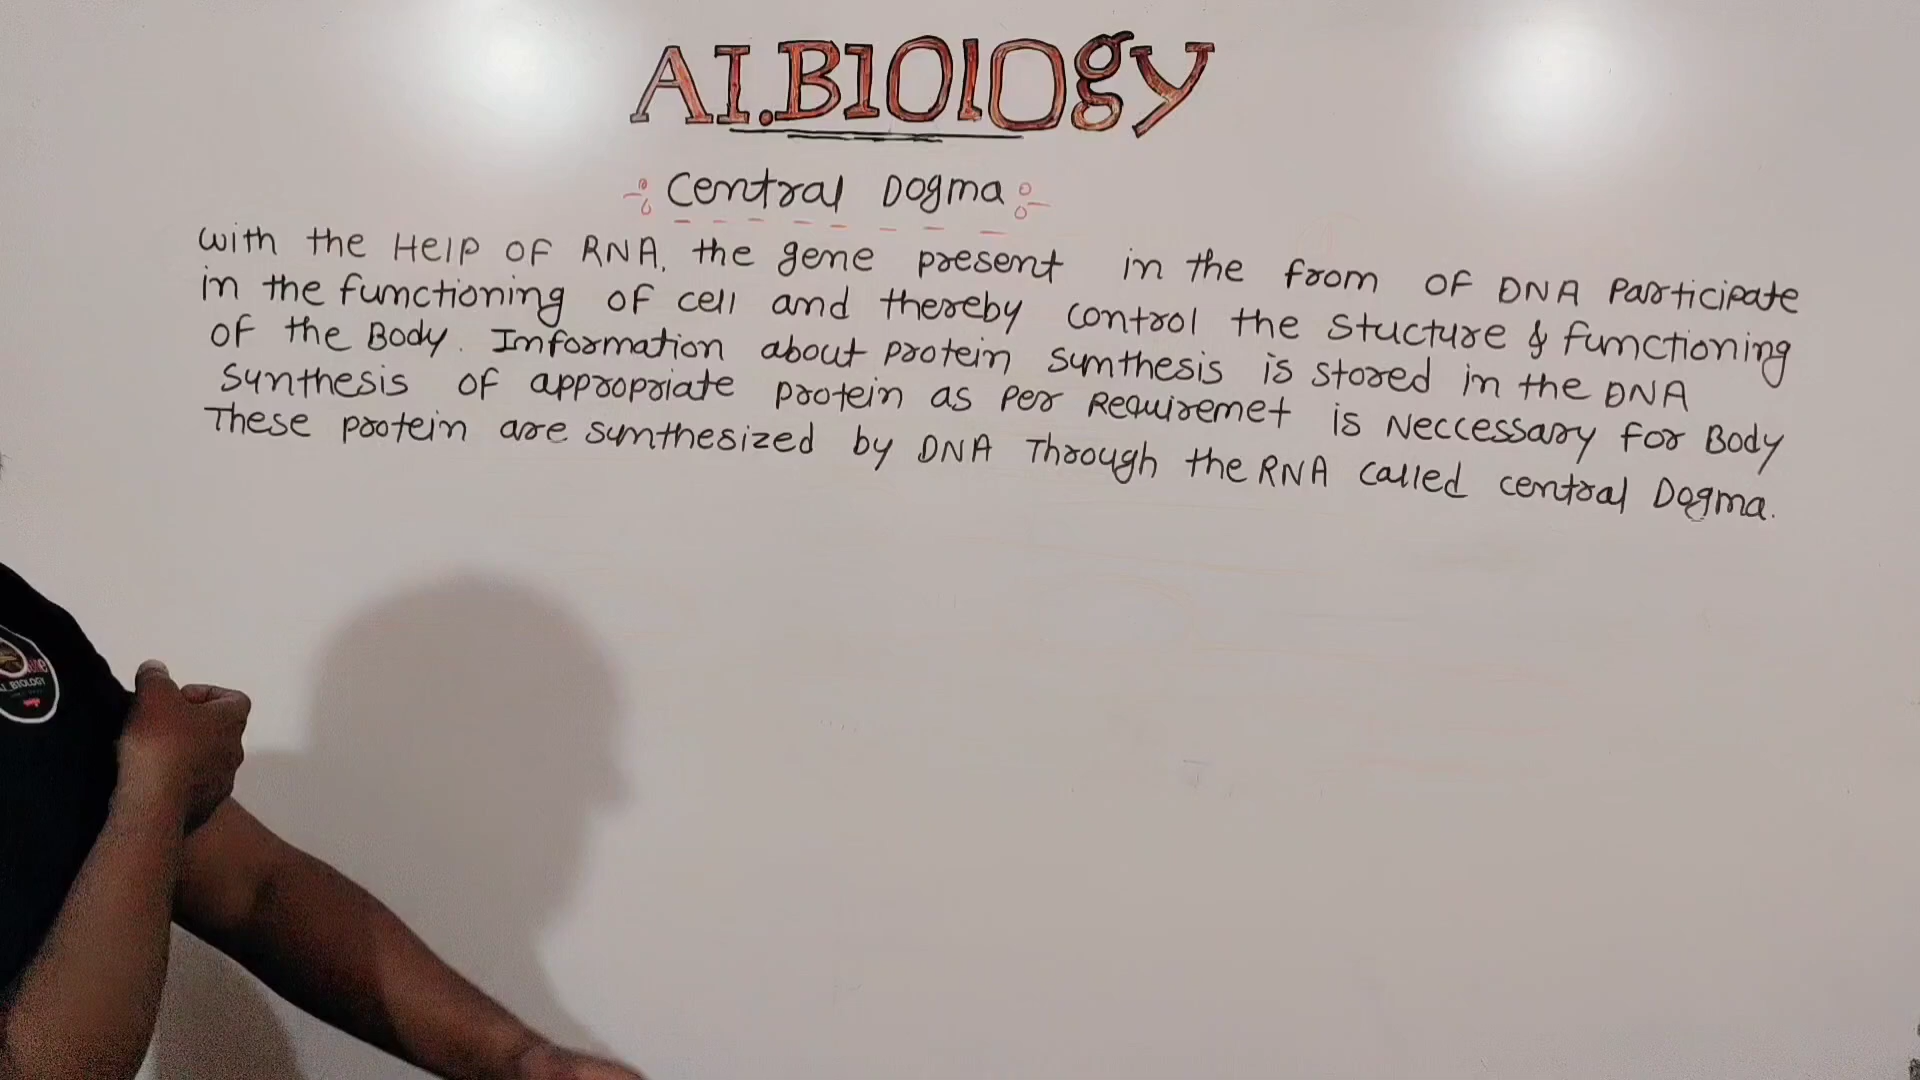 AI.BIOlOgy
Central Dogma
with the Help OF RNA. the gene present in the from OF DNA Participate
in the functioning of cell and thereby control the Stucture & functioning
of the Body. Information about protein synthesis is stored in the DNA
Synthesis of appropriate protein as per Requiremet is Neccessary for Body
These protein are synthesized by DNA Through the RNA called central Dogma.
BIOLOGY